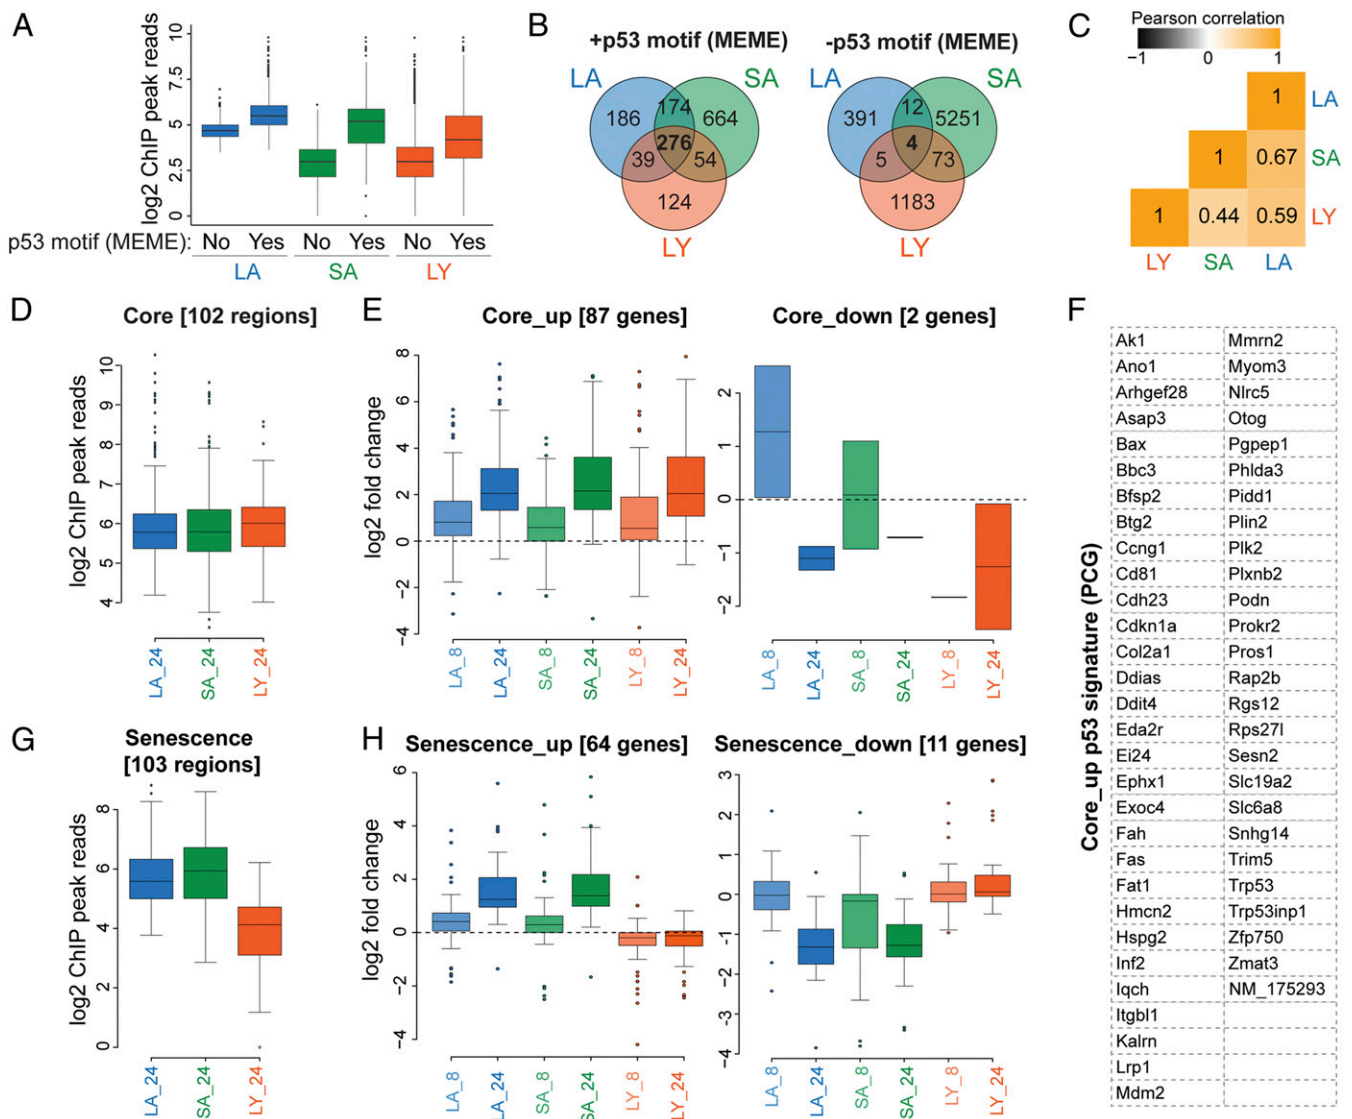 A
log2 ChIP peak reads
10
7.5
5
2.5
0
p53 motif (MEME):
No Yes No Yes No Yes
LA SA LY
B
+p53 motif (MEME)
LA SA
186 174 664
276
39 54
124
LY
-p53 motif (MEME)
LA SA
391 12 5251
4
5 73
1183
LY
C
Pearson correlation
−1 0 1
1 LA
1 0.67 SA
1 0.44 0.59 LY
LY SA LA
D
Core [102 regions]
log2 ChIP peak reads
10
9
8
7
6
5
4
LA_24 SA_24 LY_24
E
Core_up [87 genes]
log2 fold change
8
6
4
2
0
−2
−4
LA_8 LA_24 SA_8 SA_24 LY_8 LY_24
Core_down [2 genes]
2
1
0
−1
−2
LA_8 LA_24 SA_8 SA_24 LY_8 LY_24
F
Core_up p53 signature (PCG)
Ak1 Mmrn2
Ano1 Myom3
Arhgef28 Nlrc5
Asap3 Otog
Bax Pgpep1
Bbc3 Phlda3
Bfsp2 Pidd1
Btg2 Plin2
Ccng1 Plk2
Cd81 Plxnb2
Cdh23 Podn
Cdkn1a Prokr2
Col2a1 Pros1
Ddias Rap2b
Ddit4 Rgs12
Eda2r Rps27l
Ei24 Sesn2
Ephx1 Slc19a2
Exoc4 Slc6a8
Fah Snhg14
Fas Trim5
Fat1 Trp53
Hmcn2 Trp53inp1
Hspg2 Zfp750
Inf2 Zmat3
Iqch NM_175293
Itgbl1
Kalrn
Lrp1
Mdm2
G
Senescence
[103 regions]
log2 ChIP peak reads
8
6
4
2
0
LA_24 SA_24 LY_24
H
Senescence_up [64 genes]
log2 fold change
6
4
2
0
−2
−4
LA_8 LA_24 SA_8 SA_24 LY_8 LY_24
Senescence_down [11 genes]
3
2
1
0
−1
−2
−3
−4
LA_8 LA_24 SA_8 SA_24 LY_8 LY_24